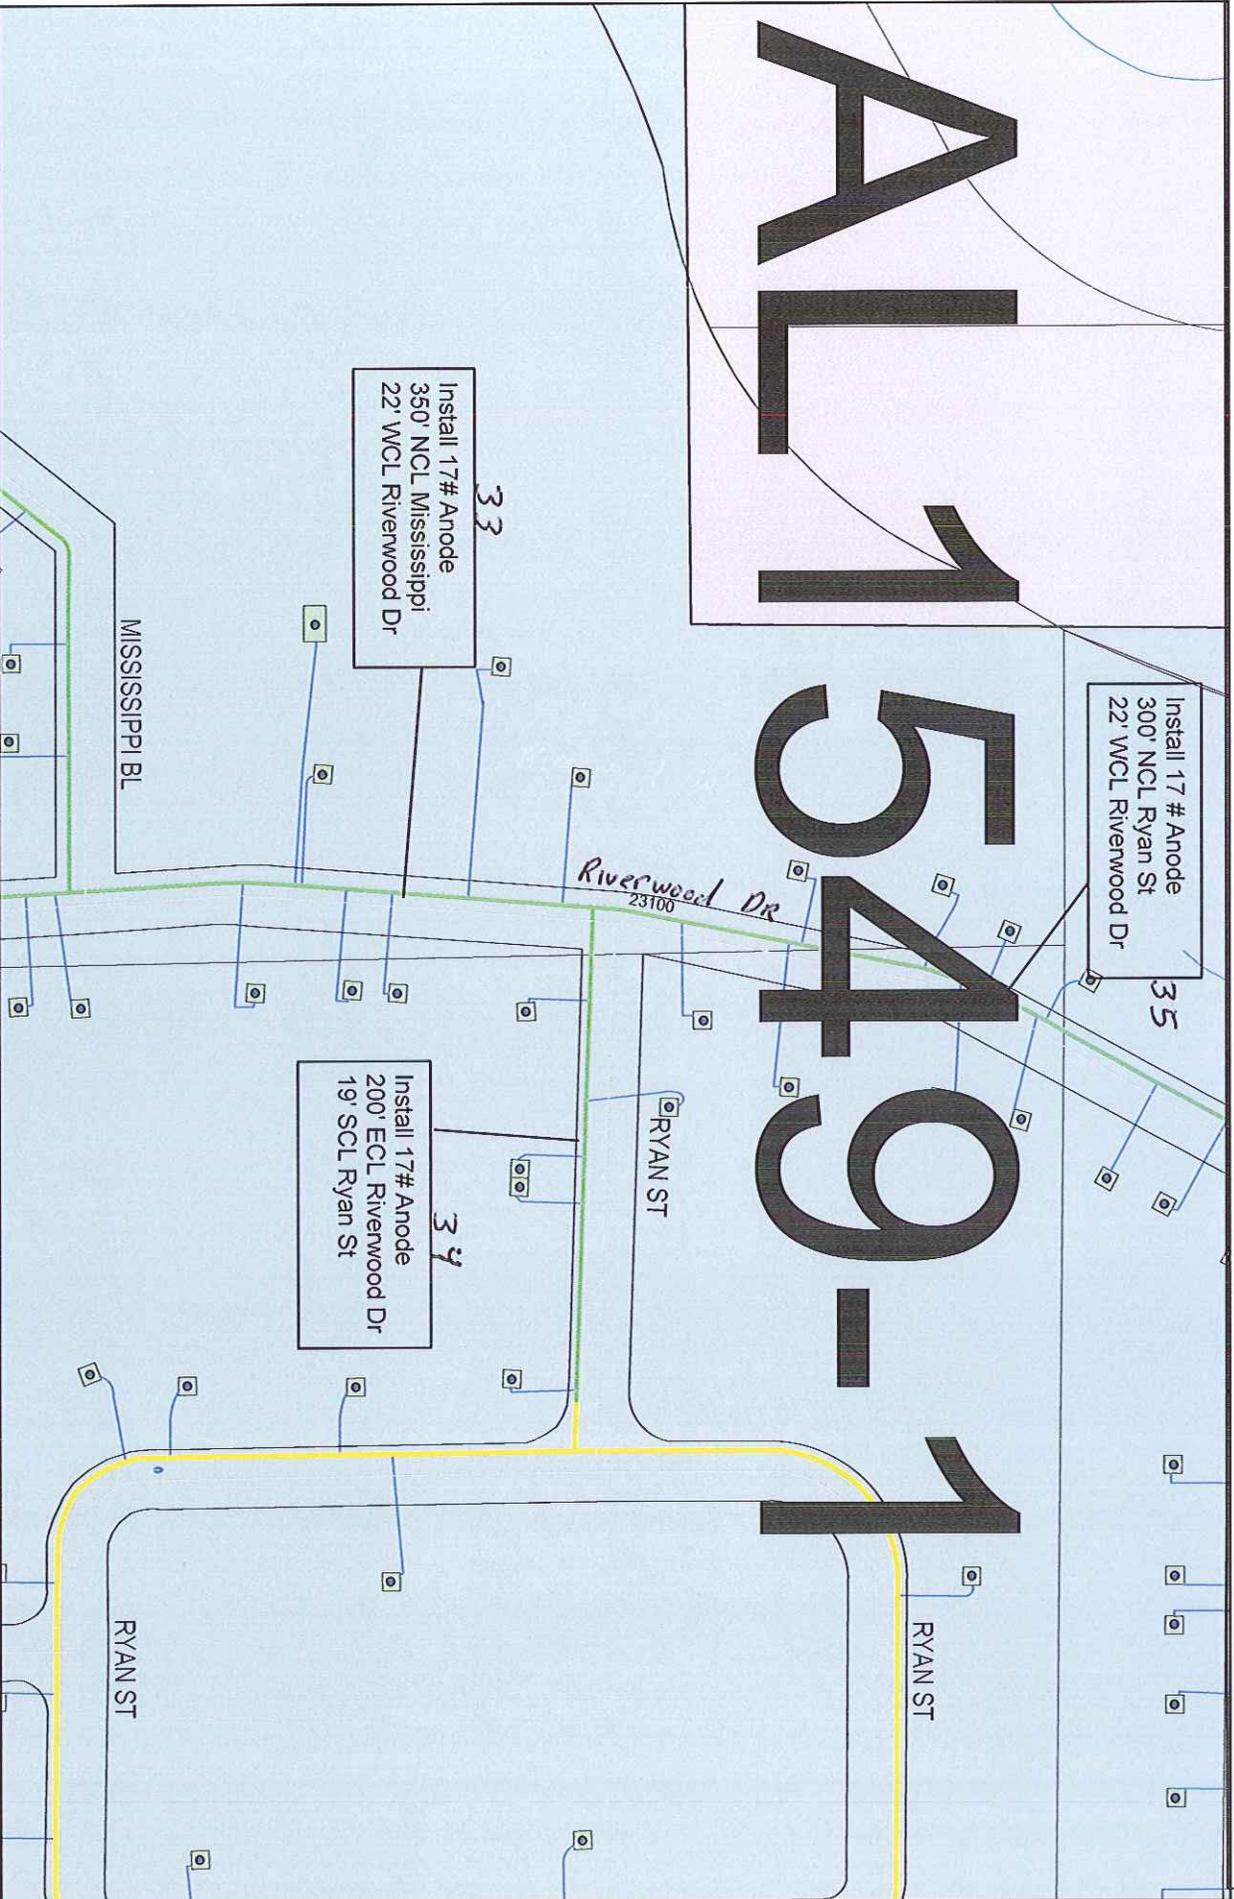 AL1 5499-1
35
Install 17 # Anode
300' NCL Ryan St
22' WCL Riverwood Dr
Riverwood DR
23100
RYAN ST
RYAN ST
33
Install 17# Anode
350' NCL Mississippi
22' WCL Riverwood Dr
34
Install 17# Anode
200' ECL Riverwood Dr
19' SCL Ryan St
MISSISSIPPI BL
RYAN ST